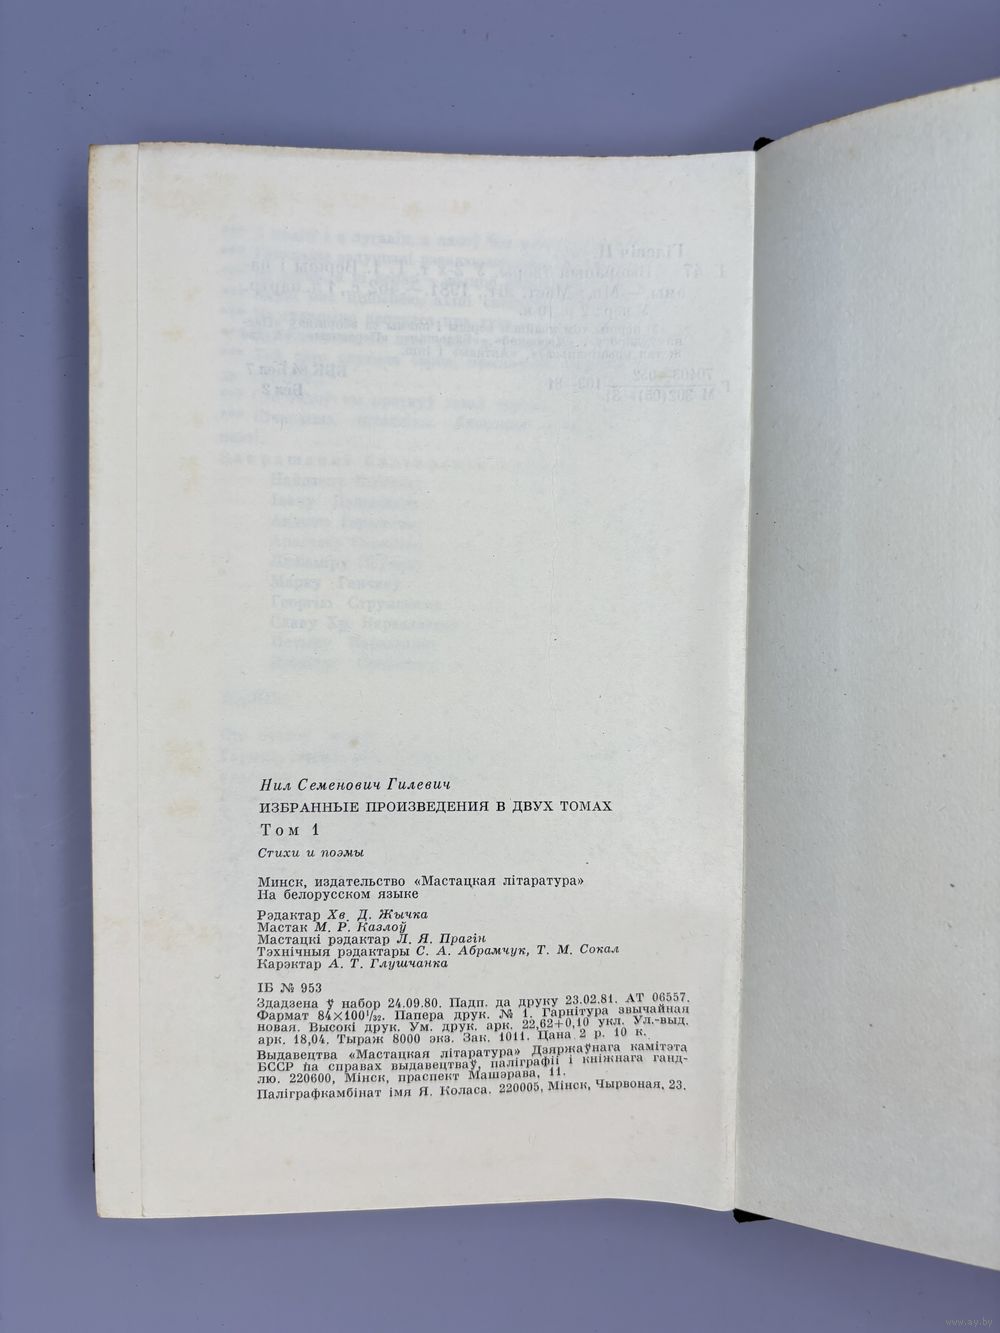 Нил Семенович Гилевич
ИЗБРАННЫЕ ПРОИЗВЕДЕНИЯ В ДВУХ ТОМАХ
Том 1
Стихи и поэмы
Минск, издательство «Мастацкая літаратура»
На белорусском языке
Рэдактар Хв. Д. Жычка
Мастак М. Р. Казлоў
Мастацкі рэдактар Л. Я. Прагін
Тэхнічныя рэдактары С. А. Абрамчук, Т. М. Сокал
Карэктар А. Т. Глушчанка
ІБ № 953
Здадзена ў набор 24.09.80. Падп. да друку 23.02.81. АТ 06557.
Фармат 84×100¹/₃₂. Папера друк. № 1. Гарнітура звычайная
новая. Высокі друк. Ум. друк. арк. 22,62+0,10 укл. Ул.-выд.
арк. 18,04. Тыраж 8000 экз. Зак. 1011. Цана 2 р. 10 к.
Выдавецтва «Мастацкая літаратура» Дзяржаўнага камітэта
БССР па справах выдавецтваў, паліграфіі і кніжнага ганд-
лю. 220600, Мінск, праспект Машэрава, 11.
Паліграфкамбінат імя Я. Коласа. 220005, Мінск, Чырвоная, 23.
www.ay.by